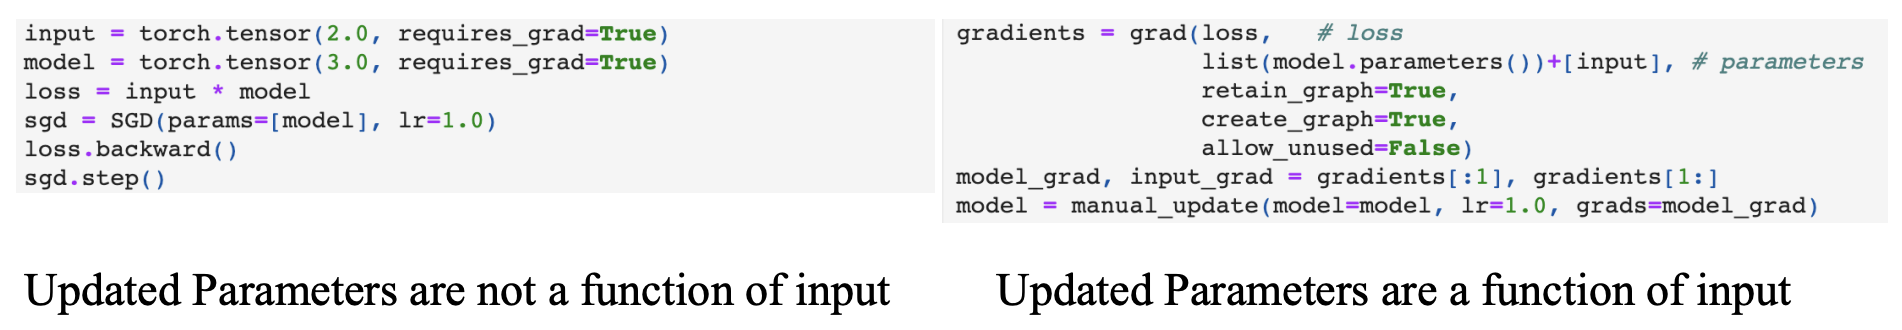 input = torch.tensor(2.0, requires_grad=True)
model = torch.tensor(3.0, requires_grad=True)
loss = input * model
sgd = SGD(params=[model], lr=1.0)
loss.backward()
sgd.step()
Updated Parameters are not a function of input
gradients = grad(loss,   # loss
                 list(model.parameters())+[input], # parameters
                 retain_graph=True,
                 create_graph=True,
                 allow_unused=False)
model_grad, input_grad = gradients[:1], gradients[1:]
model = manual_update(model=model, lr=1.0, grads=model_grad)
Updated Parameters are a function of input